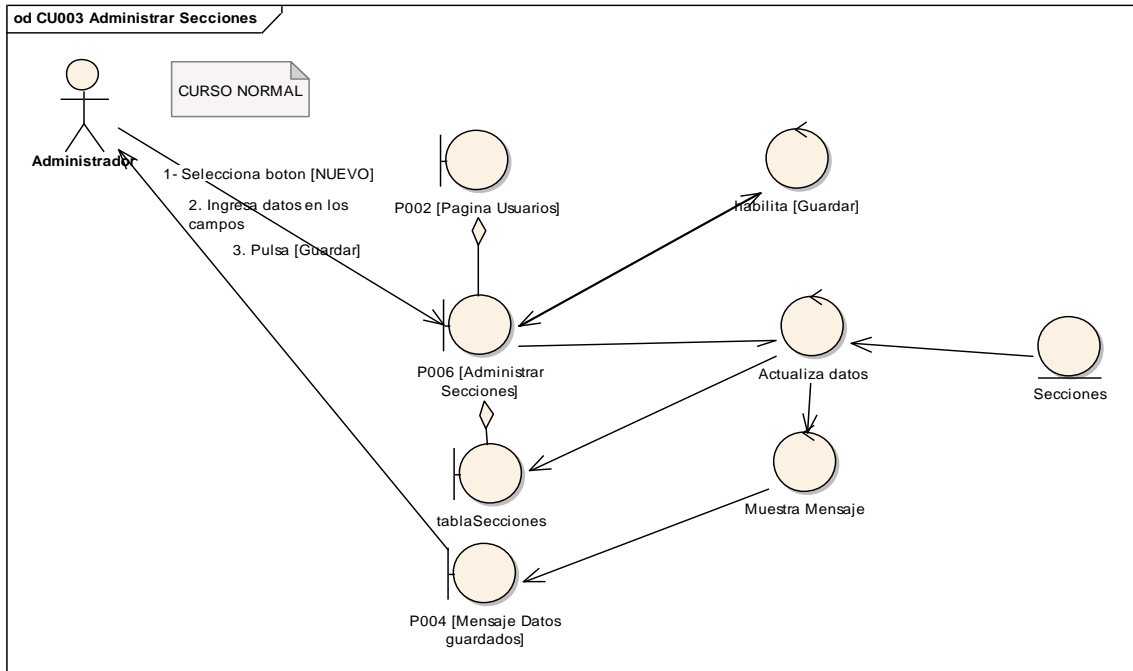 od CU003 Administrar Secciones
CURSO NORMAL
Administrador
1- Selecciona boton [NUEVO]
2. Ingresa datos en los
campos
3. Pulsa [Guardar]
P002 [Pagina Usuarios]
habilita [Guardar]
P006 [Administrar
Secciones]
Actualiza datos
Secciones
tablaSecciones
Muestra Mensaje
P004 [Mensaje Datos
guardados]